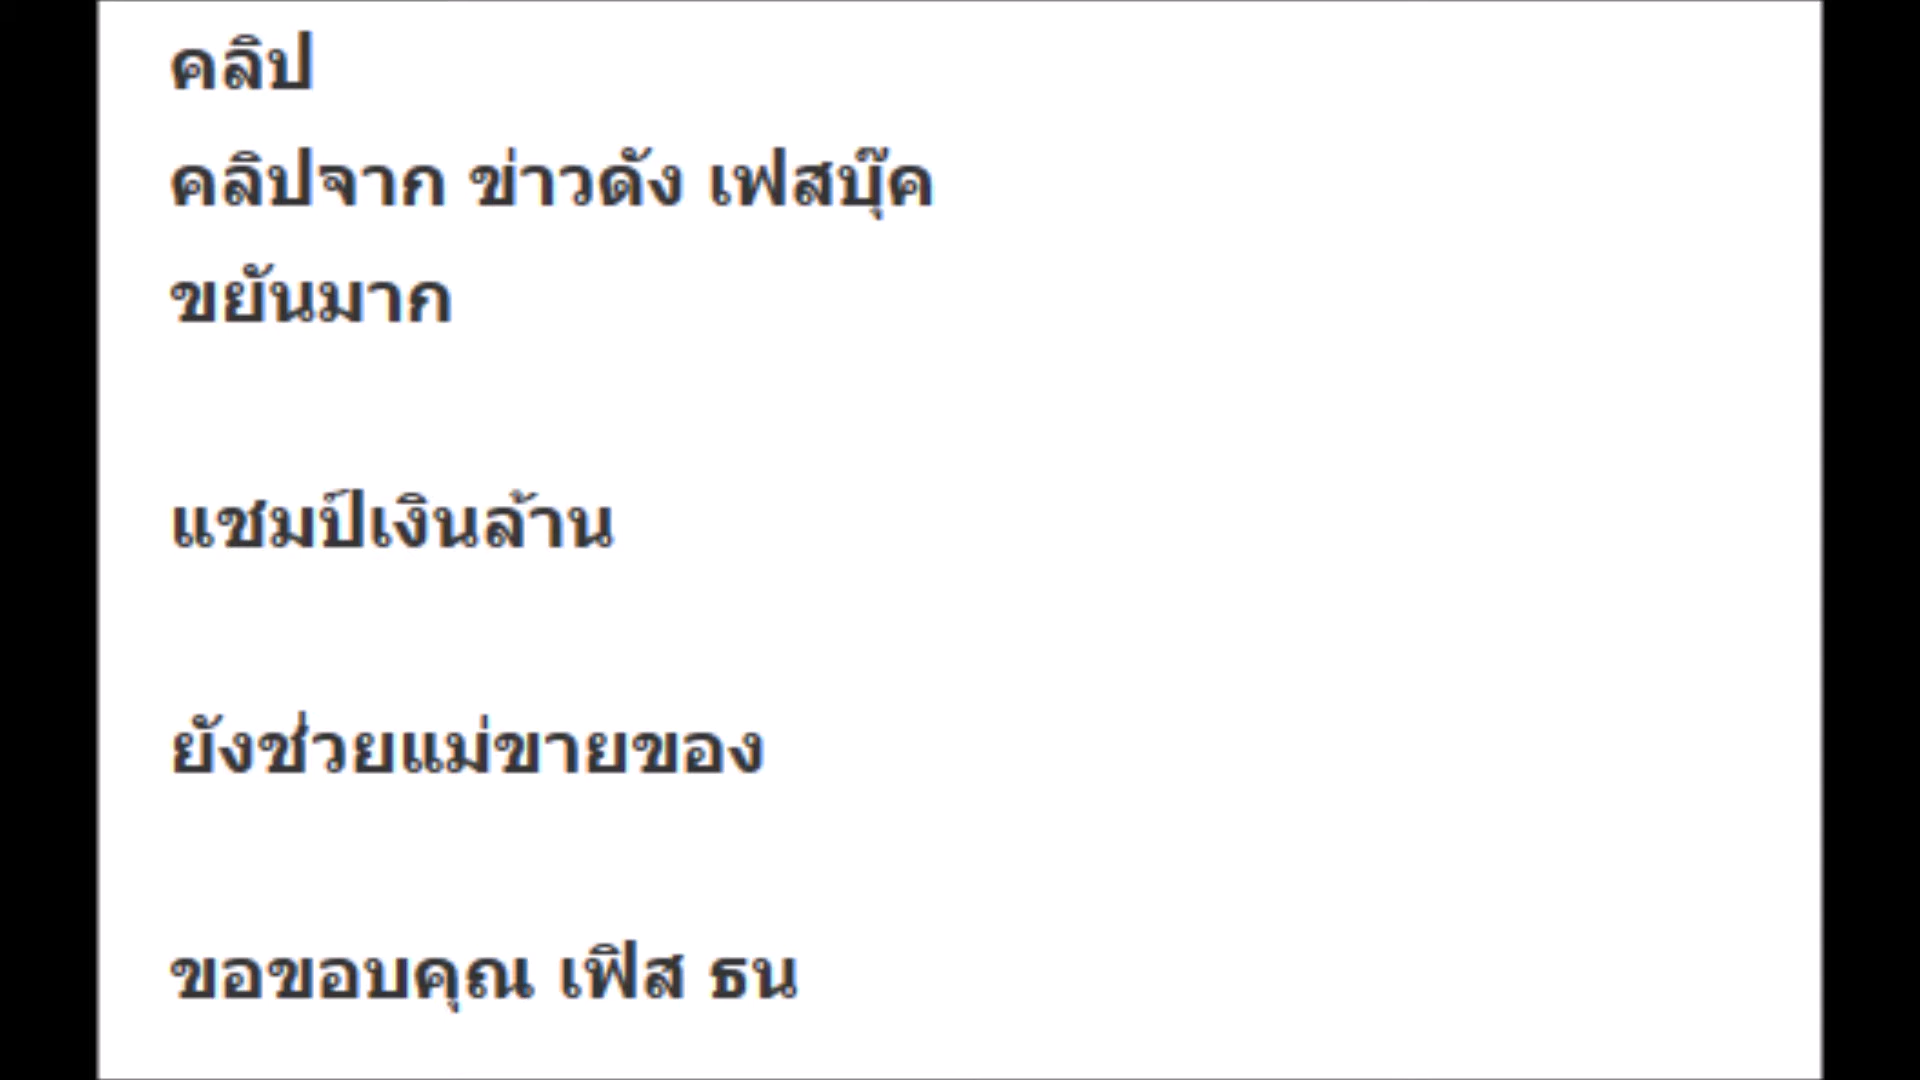 คลิป
คลิปจาก ข่าวดัง เฟสบุ๊ค
ขยันมาก
แชมป์เงินล้าน
ยังช่วยแม่ขายของ
ขอขอบคุณ เฟิส ธน